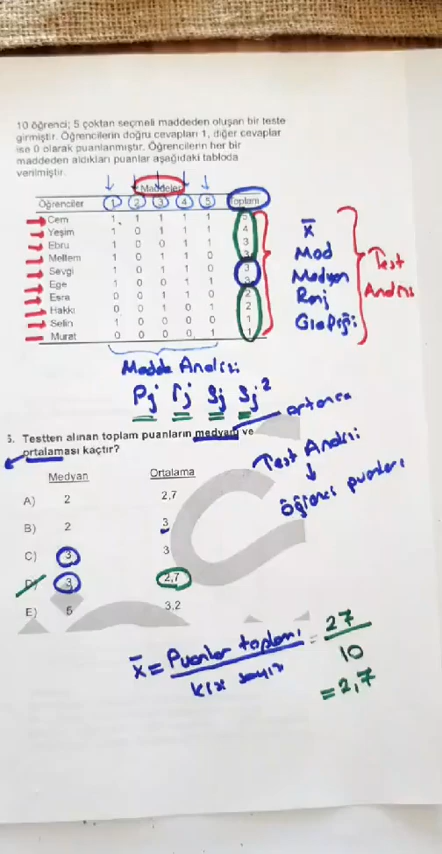 10 öğrenci; 5 çoktan seçmeli maddeden oluşan bir teste
girmiştir. Öğrencilerin doğru cevapları 1, diğer cevaplar
ise 0 olarak puanlanmıştır. Öğrencilerin her bir
maddeden aldıkları puanlar aşağıdaki tabloda
verilmiştir.
Maddeler
Öğrenciler 1 2 3 4 5 Toplam
Cem 1 1 1 1 1 5
Yeşim 1 0 1 1 1 4
Ebru 1 0 0 1 1 3
Meltem 1 0 1 1 0 3
Sevgi 1 0 1 1 0 3
Ege 1 0 0 1 1 3
Esra 0 0 1 1 0 2
Hakkı 0 0 1 0 1 2
Selin 1 0 0 0 0 1
Murat 0 0 0 0 1 1
x̄
Mod
Medyan
Ranj
Grafiği
Test
Analizi
Madde Analizi
Pj rj Sj Sj²
ortanca
5. Testten alınan toplam puanların medyanı ve
ortalaması kaçtır?
Test Analizi
öğrenci puanları
Medyan Ortalama
A) 2 2,7
B) 2 3
C) 3 3
D) 3 2,7
E) 5 3,2
x̄ = Puanlar toplamı / kişi sayısı = 27 / 10
= 2,7